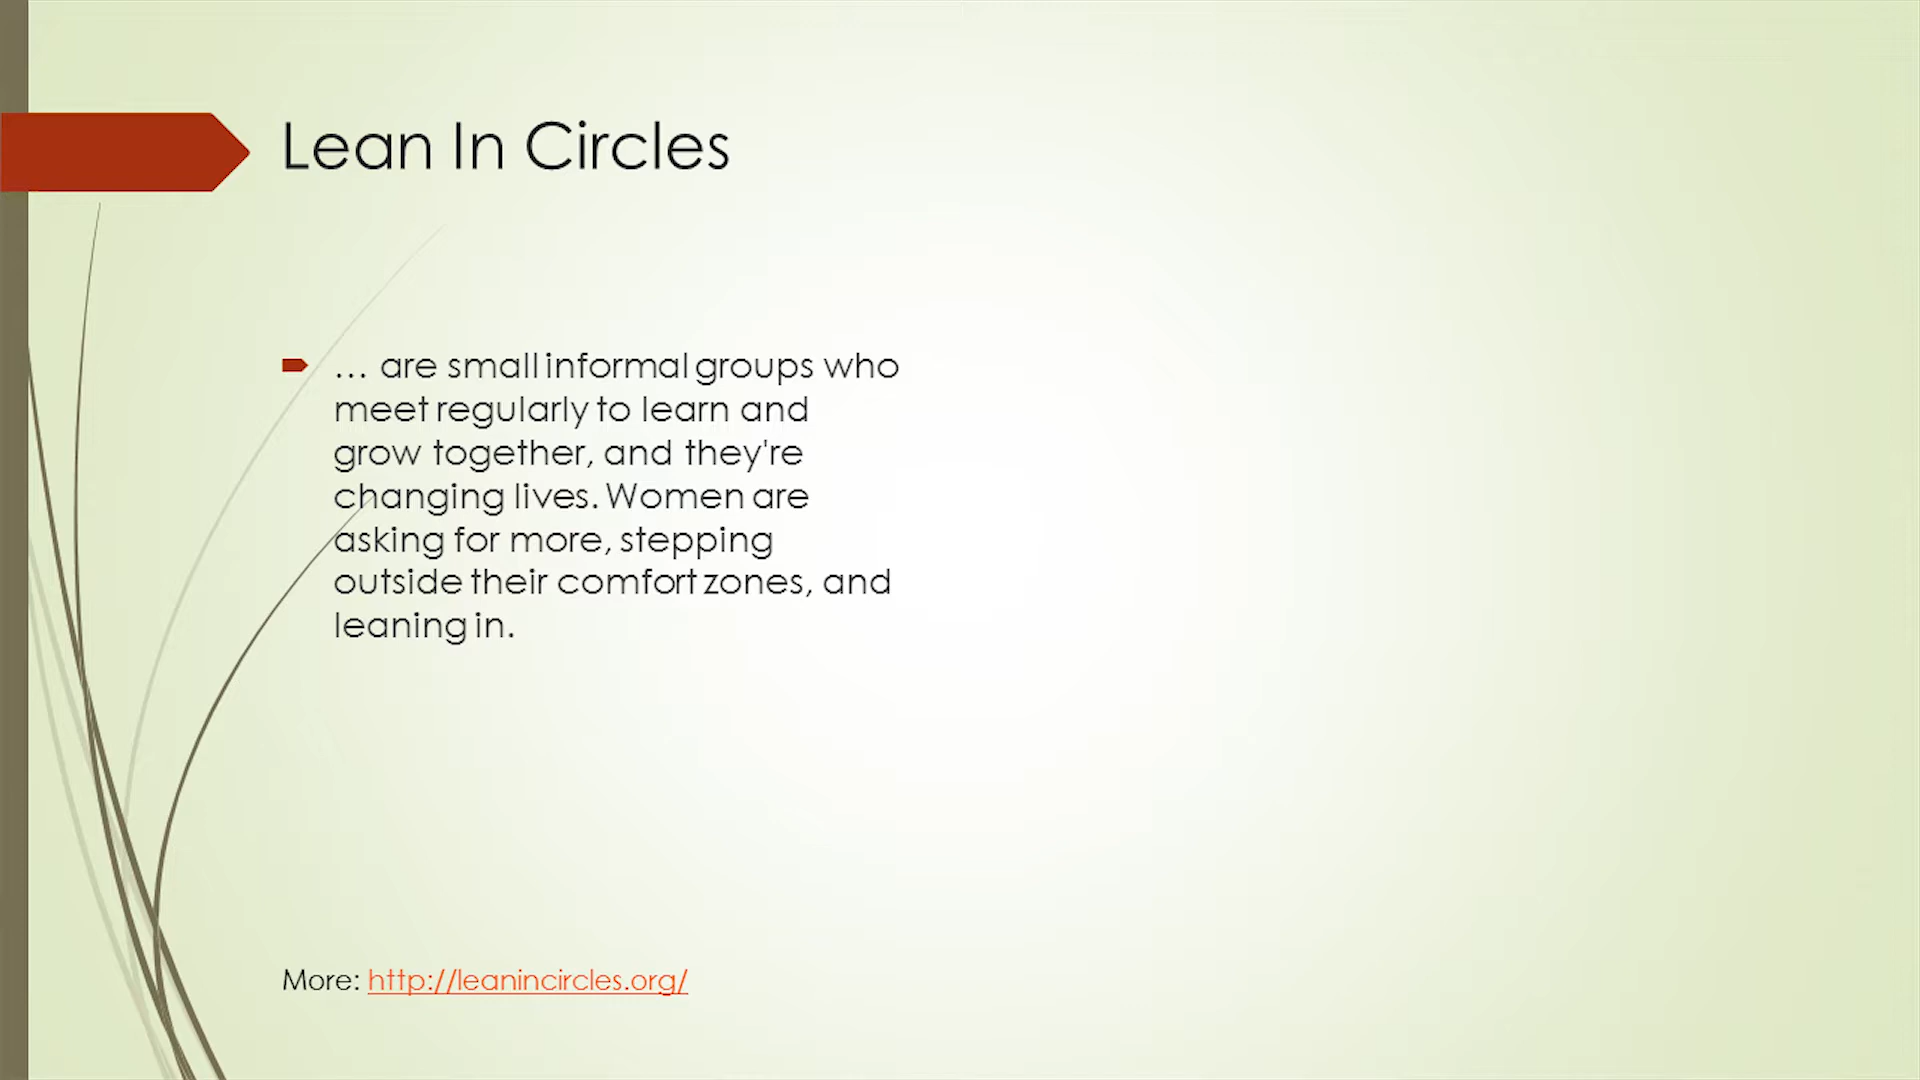 Lean In Circles
… are small informal groups who
meet regularly to learn and
grow together, and they're
changing lives. Women are
asking for more, stepping
outside their comfort zones, and
leaning in.
More: http://leanincircles.org/